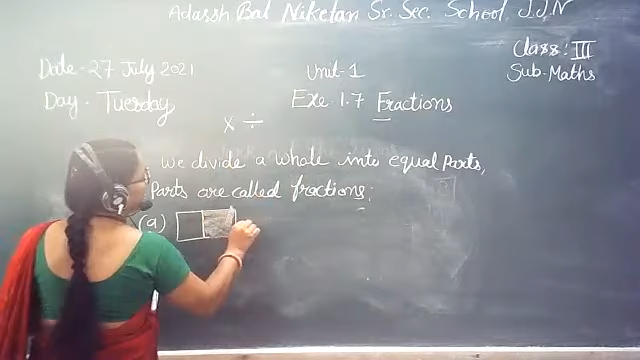 Adassh Bal Niketan Sr. Sec. School, JJN
Class: III
Date - 27 July 2021
Unit-1
Sub-Maths
Day - Tuesday
Exe 1.7 Fractions
× ÷
we divide a whole into equal Parts,
Parts are called fractions;
(a)